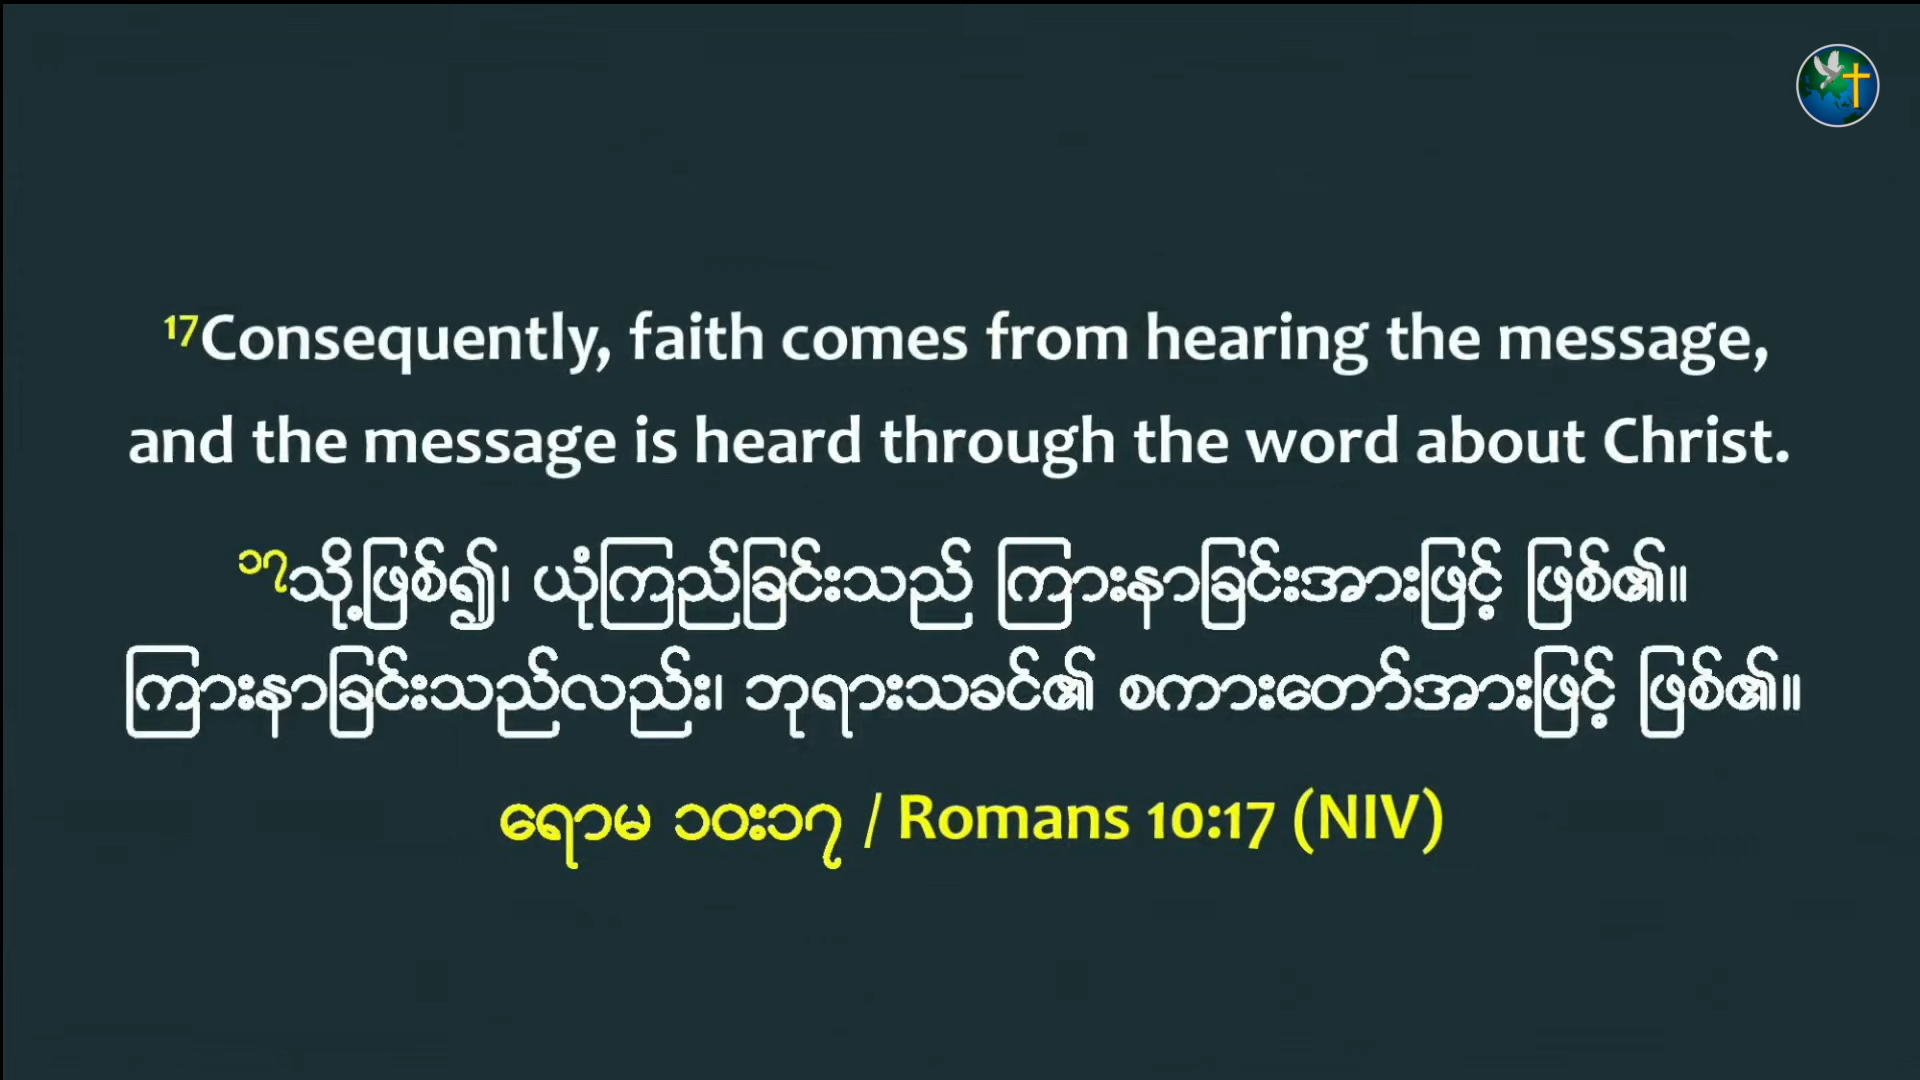 17Consequently, faith comes from hearing the message,
and the message is heard through the word about Christ.
၁၇သို့ဖြစ်၍၊ ယုံကြည်ခြင်းသည် ကြားနာခြင်းအားဖြင့် ဖြစ်၏။
ကြားနာခြင်းသည်လည်း၊ ဘုရားသခင်၏ စကားတော်အားဖြင့် ဖြစ်၏။
ရောမ ၁၀း၁၇ / Romans 10:17 (NIV)